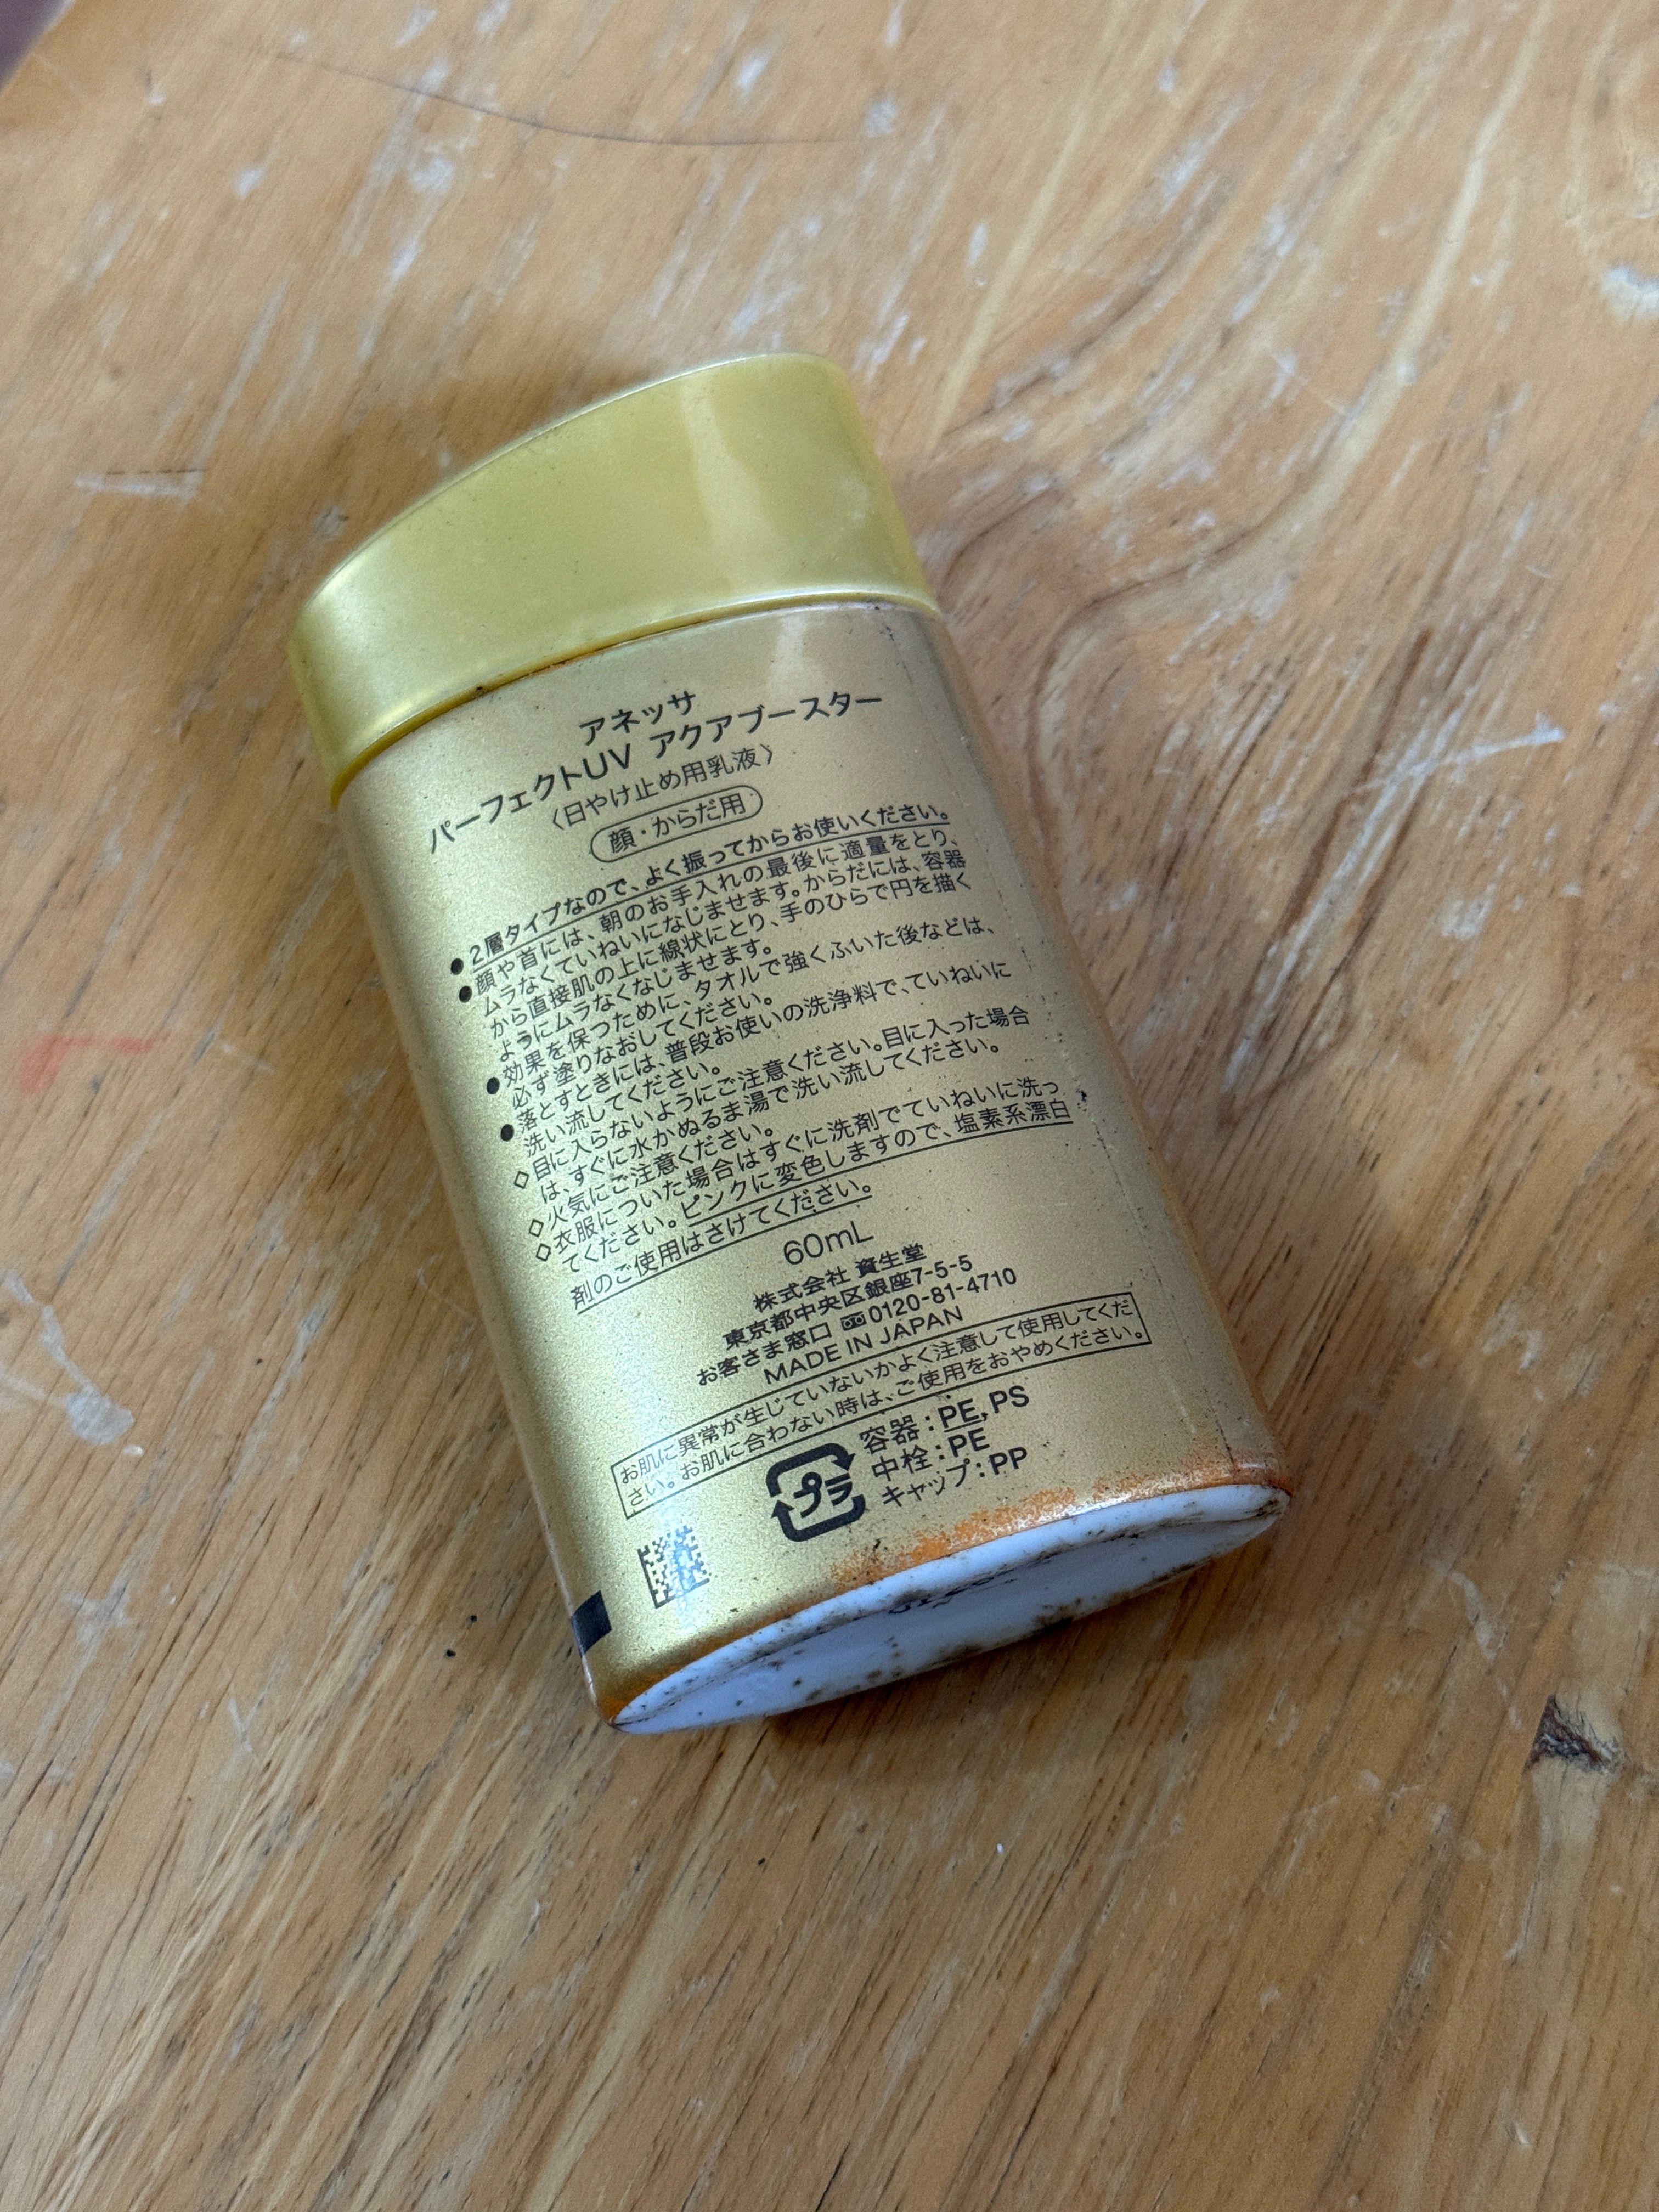 アネッサ
パーフェクトUV アクアブースター
〈日やけ止め用乳液〉
顔・からだ用
●2層タイプなので、よく振ってからお使いください。
●顔や首には、朝のお手入れの最後に適量をとり、
ムラなくていねいになじませます。からだには、容器
から直接肌の上に線状にとり、手のひらで円を描く
ようにムラなくなじませます。
●効果を保つために、タオルで強くふいた後などは、
必ず塗りなおしてください。
●落とすときには、普段お使いの洗浄料で、ていねいに
洗い流してください。
◇目に入らないようにご注意ください。目に入った場合
は、すぐに水かぬるま湯で洗い流してください。
◇火気にご注意ください。
◇衣服についた場合はすぐに洗剤でていねいに洗っ
てください。ピンクに変色しますので、塩素系漂白
剤のご使用はさけてください。
60mL
株式会社 資生堂
東京都中央区銀座7-5-5
お客さま窓口 0120-81-4710
MADE IN JAPAN
お肌に異常が生じていないかよく注意して使用してくだ
さい。お肌に合わない時は、ご使用をおやめください。
プラ
容器：PE,PS
中栓：PE
キャップ：PP